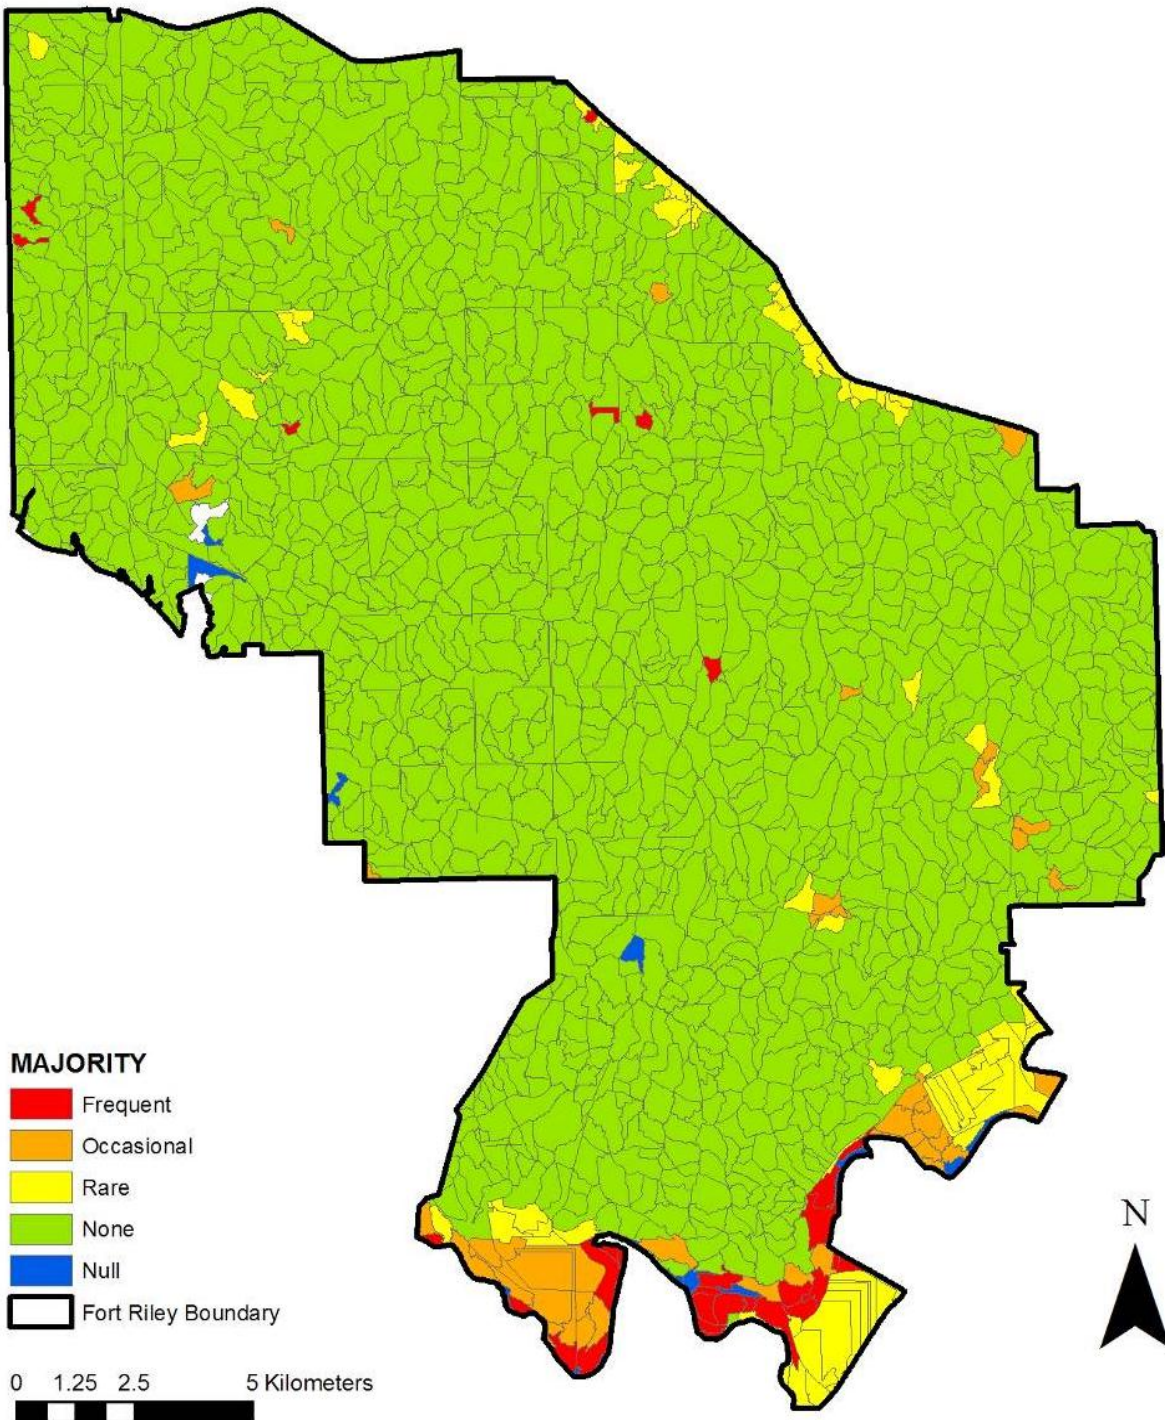 MAJORITY
Frequent
Occasional
Rare
None
Null
Fort Riley Boundary
0 1.25 2.5 5 Kilometers
N